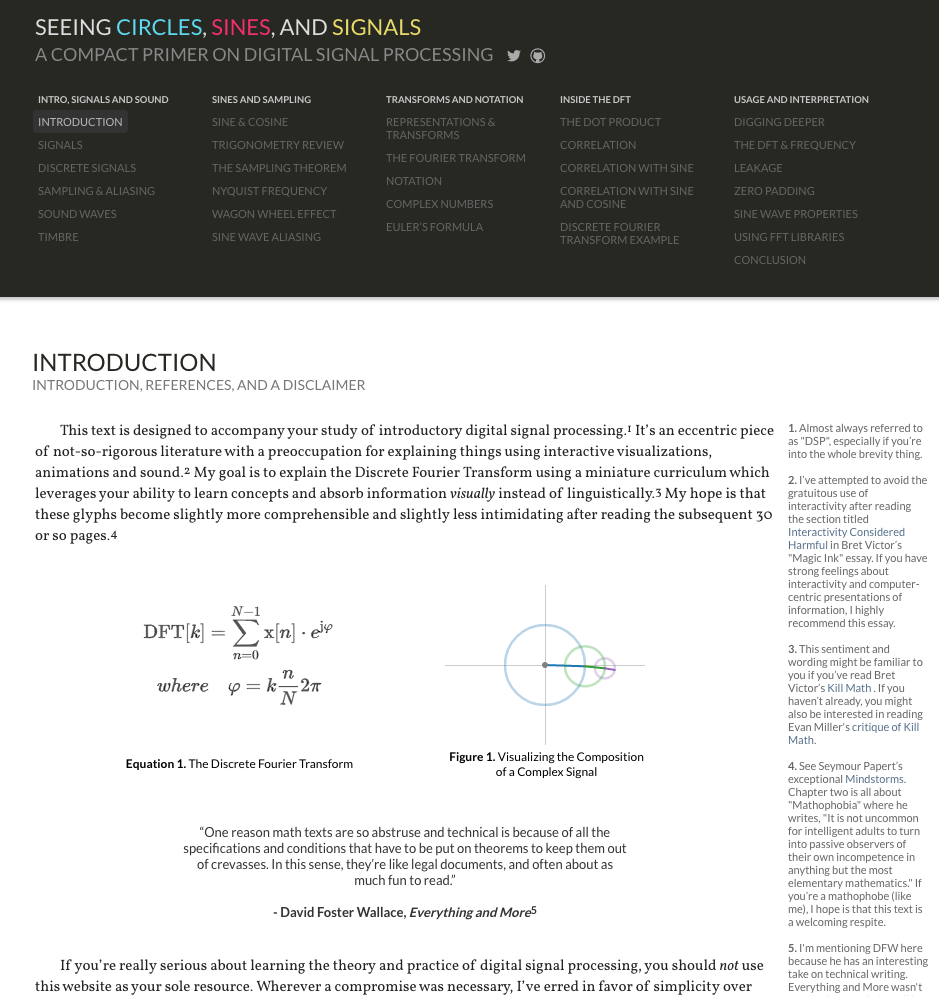 SEEING CIRCLES, SINES, AND SIGNALS
A COMPACT PRIMER ON DIGITAL SIGNAL PROCESSING
INTRO, SIGNALS AND SOUND
INTRODUCTION
SIGNALS
DISCRETE SIGNALS
SAMPLING & ALIASING
SOUND WAVES
TIMBRE
SINES AND SAMPLING
SINE & COSINE
TRIGONOMETRY REVIEW
THE SAMPLING THEOREM
NYQUIST FREQUENCY
WAGON WHEEL EFFECT
SINE WAVE ALIASING
TRANSFORMS AND NOTATION
REPRESENTATIONS &
TRANSFORMS
THE FOURIER TRANSFORM
NOTATION
COMPLEX NUMBERS
EULER'S FORMULA
INSIDE THE DFT
THE DOT PRODUCT
CORRELATION
CORRELATION WITH SINE
CORRELATION WITH SINE
AND COSINE
DISCRETE FOURIER
TRANSFORM EXAMPLE
USAGE AND INTERPRETATION
DIGGING DEEPER
THE DFT & FREQUENCY
LEAKAGE
ZERO PADDING
SINE WAVE PROPERTIES
USING FFT LIBRARIES
CONCLUSION
INTRODUCTION
INTRODUCTION, REFERENCES, AND A DISCLAIMER
This text is designed to accompany your study of introductory digital signal processing.1 It's an eccentric piece
of not-so-rigorous literature with a preoccupation for explaining things using interactive visualizations,
animations and sound.2 My goal is to explain the Discrete Fourier Transform using a miniature curriculum which
leverages your ability to learn concepts and absorb information visually instead of linguistically.3 My hope is that
these glyphs become slightly more comprehensible and slightly less intimidating after reading the subsequent 30
or so pages.4
DFT[k] = ∑_{n=0}^{N−1} x[n] · e^{jφ}
where φ = k n/N 2π
Equation 1. The Discrete Fourier Transform
Figure 1. Visualizing the Composition
of a Complex Signal
“One reason math texts are so abstruse and technical is because of all the
specifications and conditions that have to be put on theorems to keep them out
of crevasses. In this sense, they're like legal documents, and often about as
much fun to read.”
- David Foster Wallace, Everything and More5
If you're really serious about learning the theory and practice of digital signal processing, you should not use
this website as your sole resource. Wherever a compromise was necessary, I've erred in favor of simplicity over
1. Almost always referred to
as "DSP", especially if you're
into the whole brevity thing.
2. I've attempted to avoid the
gratuitous use of
interactivity after reading
the section titled
Interactivity Considered
Harmful in Bret Victor's
"Magic Ink" essay. If you have
strong feelings about
interactivity and computer-
centric presentations of
information, I highly
recommend this essay.
3. This sentiment and
wording might be familiar to
you if you've read Bret
Victor's Kill Math . If you
haven't already, you might
also be interested in reading
Evan Miller's critique of Kill
Math.
4. See Seymour Papert's
exceptional Mindstorms.
Chapter two is all about
"Mathophobia" where he
writes, "It is not uncommon
for intelligent adults to turn
into passive observers of
their own incompetence in
anything but the most
elementary mathematics." If
you're a mathophobe (like
me), I hope is that this text is
a welcoming respite.
5. I'm mentioning DFW here
because he has an interesting
take on technical writing.
Everything and More wasn't